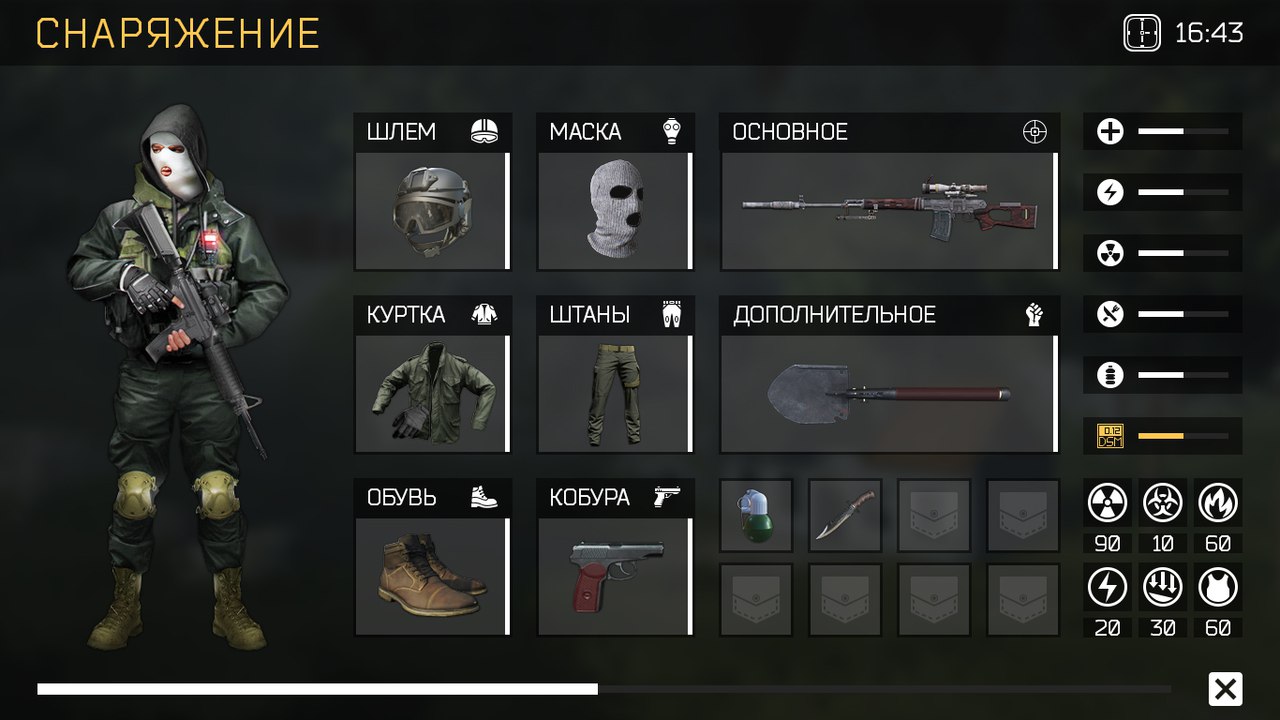 СНАРЯЖЕНИЕ
16:43
ШЛЕМ
МАСКА
ОСНОВНОЕ
КУРТКА
ШТАНЫ
ДОПОЛНИТЕЛЬНОЕ
0.12
DSM
ОБУВЬ
КОБУРА
90 10 60
20 30 60